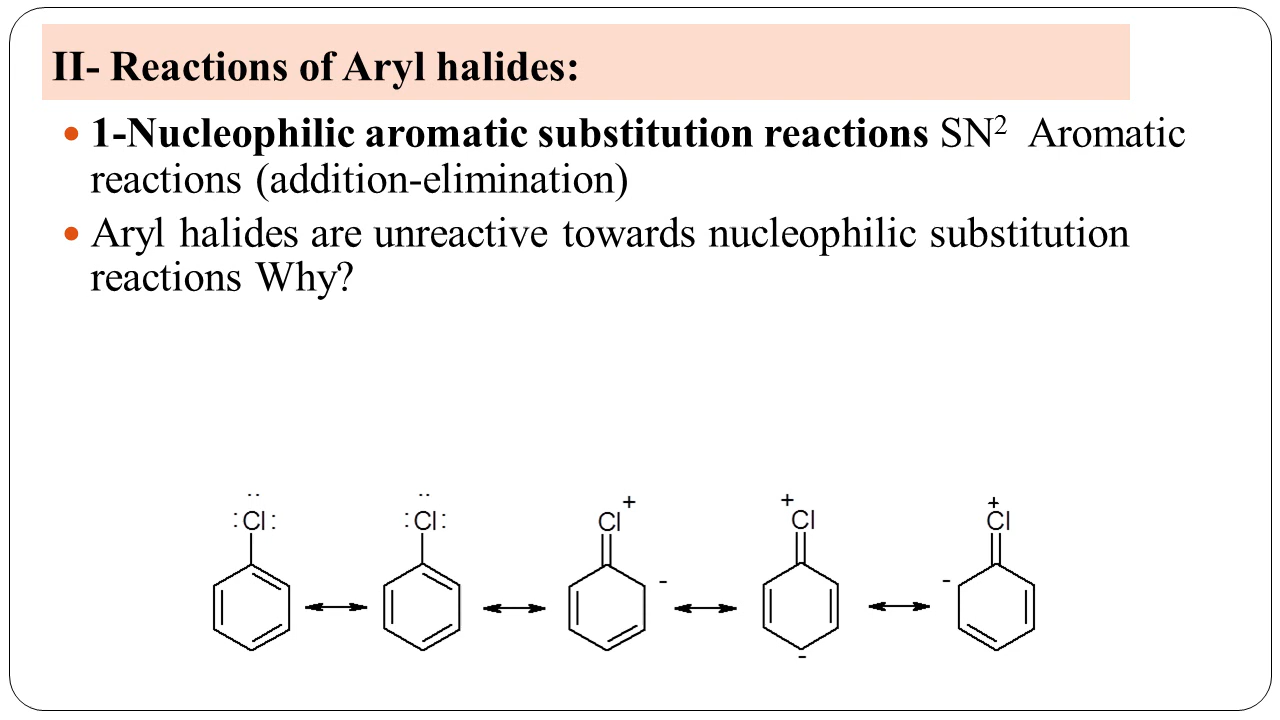 II- Reactions of Aryl halides:
1-Nucleophilic aromatic substitution reactions SN² Aromatic
reactions (addition-elimination)
Aryl halides are unreactive towards nucleophilic substitution
reactions Why?
:Cl: :Cl: Cl+ +Cl +Cl
- - -